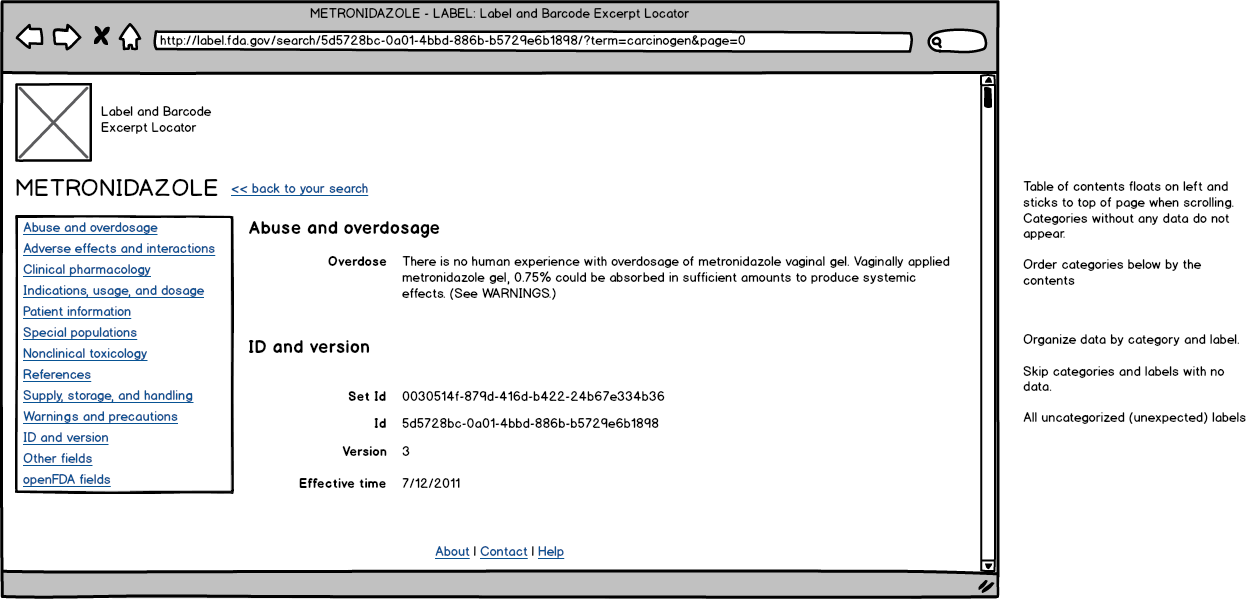 METRONIDAZOLE - LABEL: Label and Barcode Excerpt Locator
http://label.fda.gov/search/5d5728bc-0a01-4bbd-886b-b5729e6b1898/?term=carcinogen&page=0
Label and Barcode
Excerpt Locator
METRONIDAZOLE << back to your search
Abuse and overdosage
Adverse effects and interactions
Clinical pharmacology
Indications, usage, and dosage
Patient information
Special populations
Nonclinical toxicology
References
Supply, storage, and handling
Warnings and precautions
ID and version
Other fields
openFDA fields
Abuse and overdosage
Overdose There is no human experience with overdosage of metronidazole vaginal gel. Vaginally applied
metronidazole gel, 0.75% could be absorbed in sufficient amounts to produce systemic
effects. (See WARNINGS.)
ID and version
Set Id 0030514f-879d-416d-b422-24b67e334b36
Id 5d5728bc-0a01-4bbd-886b-b5729e6b1898
Version 3
Effective time 7/12/2011
About | Contact | Help
Table of contents floats on left and
sticks to top of page when scrolling.
Categories without any data do not
appear.
Order categories below by the
contents
Organize data by category and label.
Skip categories and labels with no
data.
All uncategorized (unexpected) labels